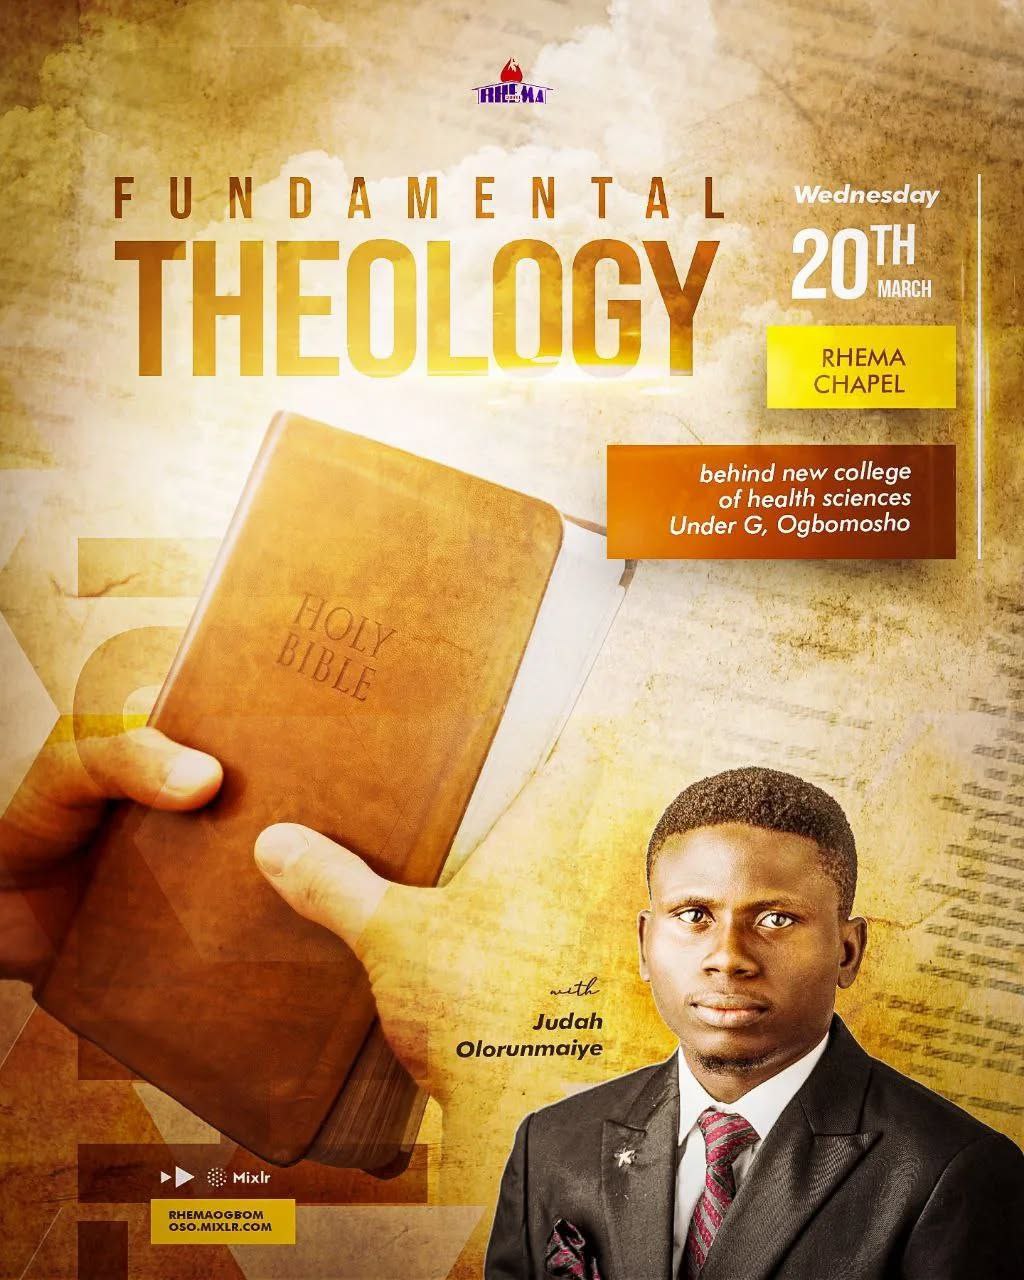 RHEMA
FUNDAMENTAL
THEOLOGY
Wednesday
20TH
MARCH
RHEMA
CHAPEL
behind new college
of health sciences
Under G, Ogbomosho
HOLY
BIBLE
with
Judah
Olorunmaiye
Mixlr
RHEMAOGBOM
OSO.MIXLR.COM